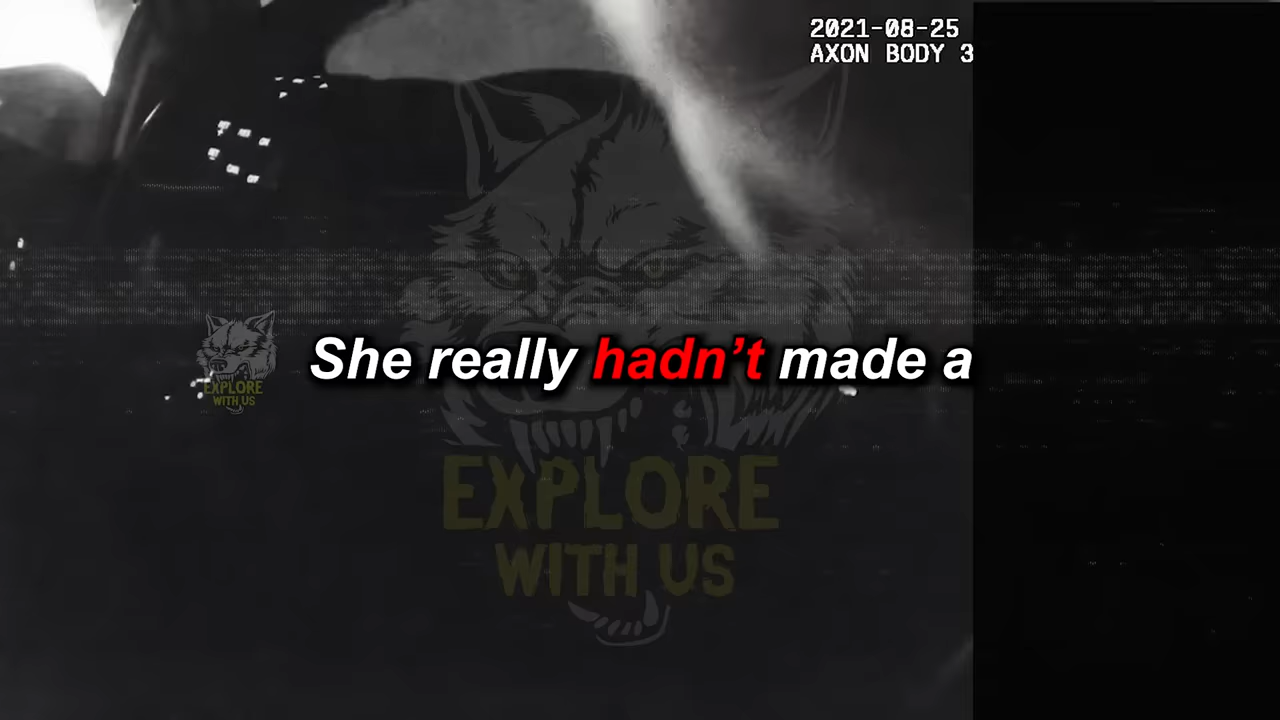 2021-08-25
AXON BODY 3
She really hadn’t made a
EXPLORE
WITH US
EXPLORE
WITH US